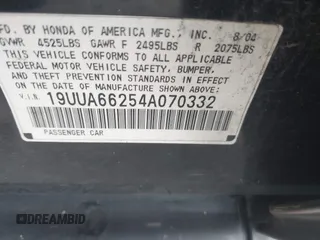 MFD. BY HONDA OF AMERICA MFG., INC. 8/04
GVWR 4525LBS GAWR F 2495LBS R 2075LBS
THIS VEHICLE CONFORMS TO ALL APPLICABLE
FEDERAL MOTOR VEHICLE SAFETY, BUMPER,
AND THEFT PREVENTION STANDARDS IN EFFECT
ON THE DATE OF MANUFACTURE SHOWN ABOVE.
V.I.N. 19UUA66254A070332
PASSENGER CAR
DREAMBID